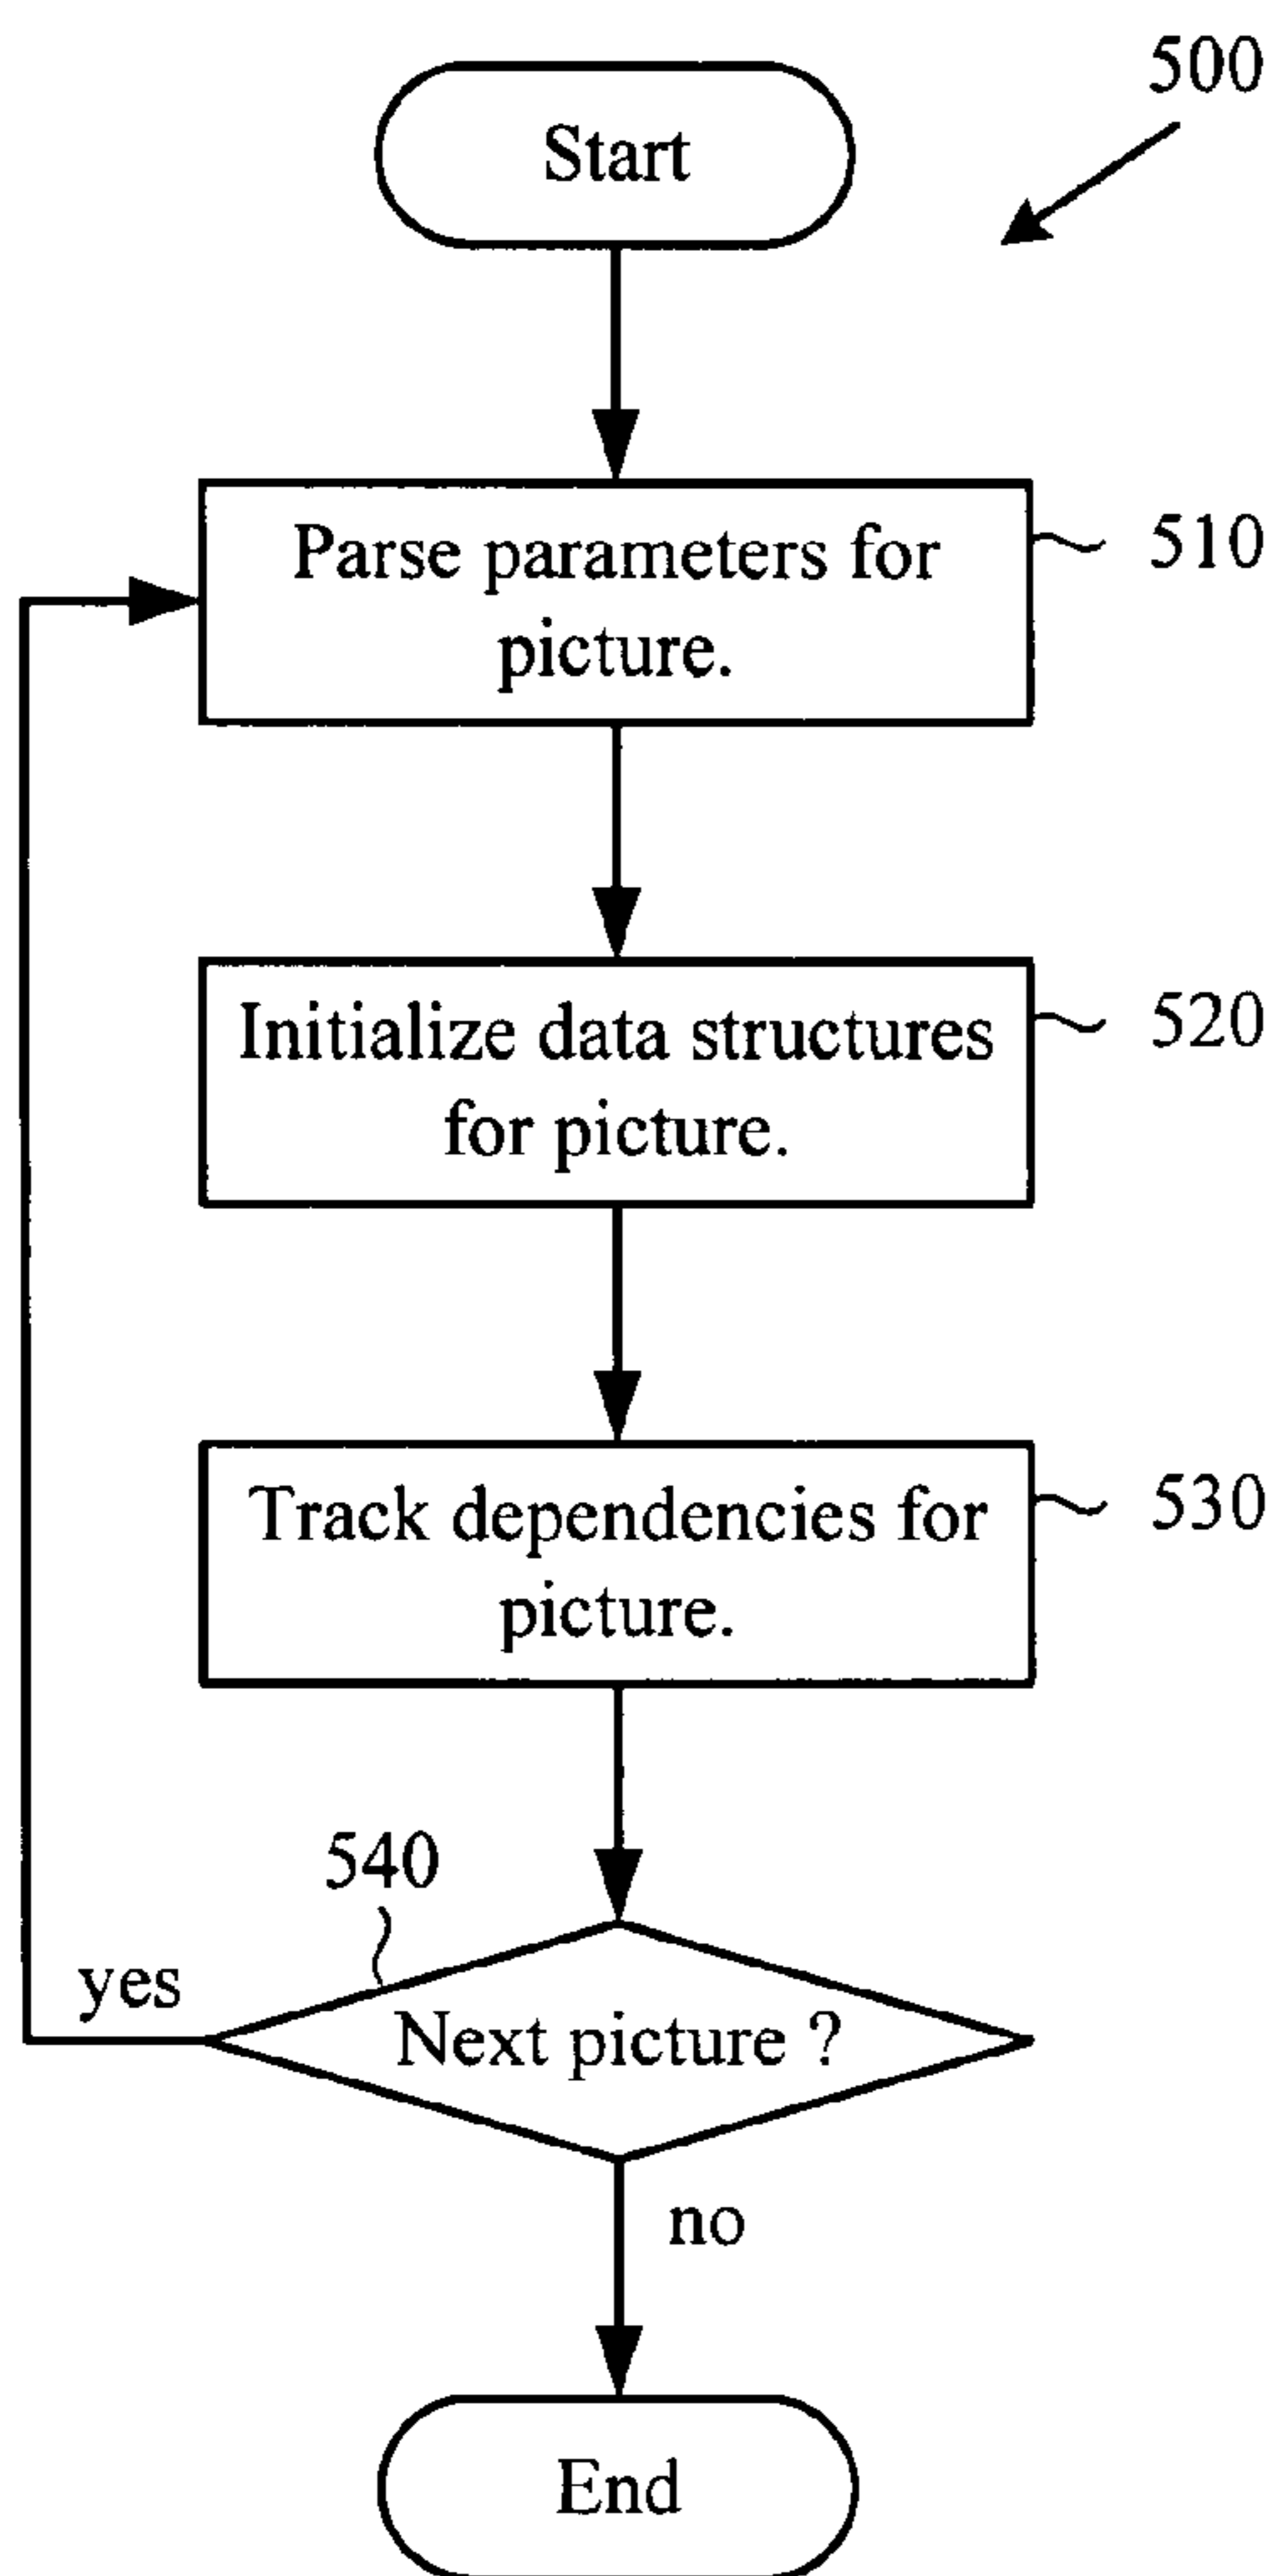 500
Start
Parse parameters for
picture.
510
Initialize data structures
for picture.
520
Track dependencies for
picture.
530
540
yes
Next picture ?
no
End